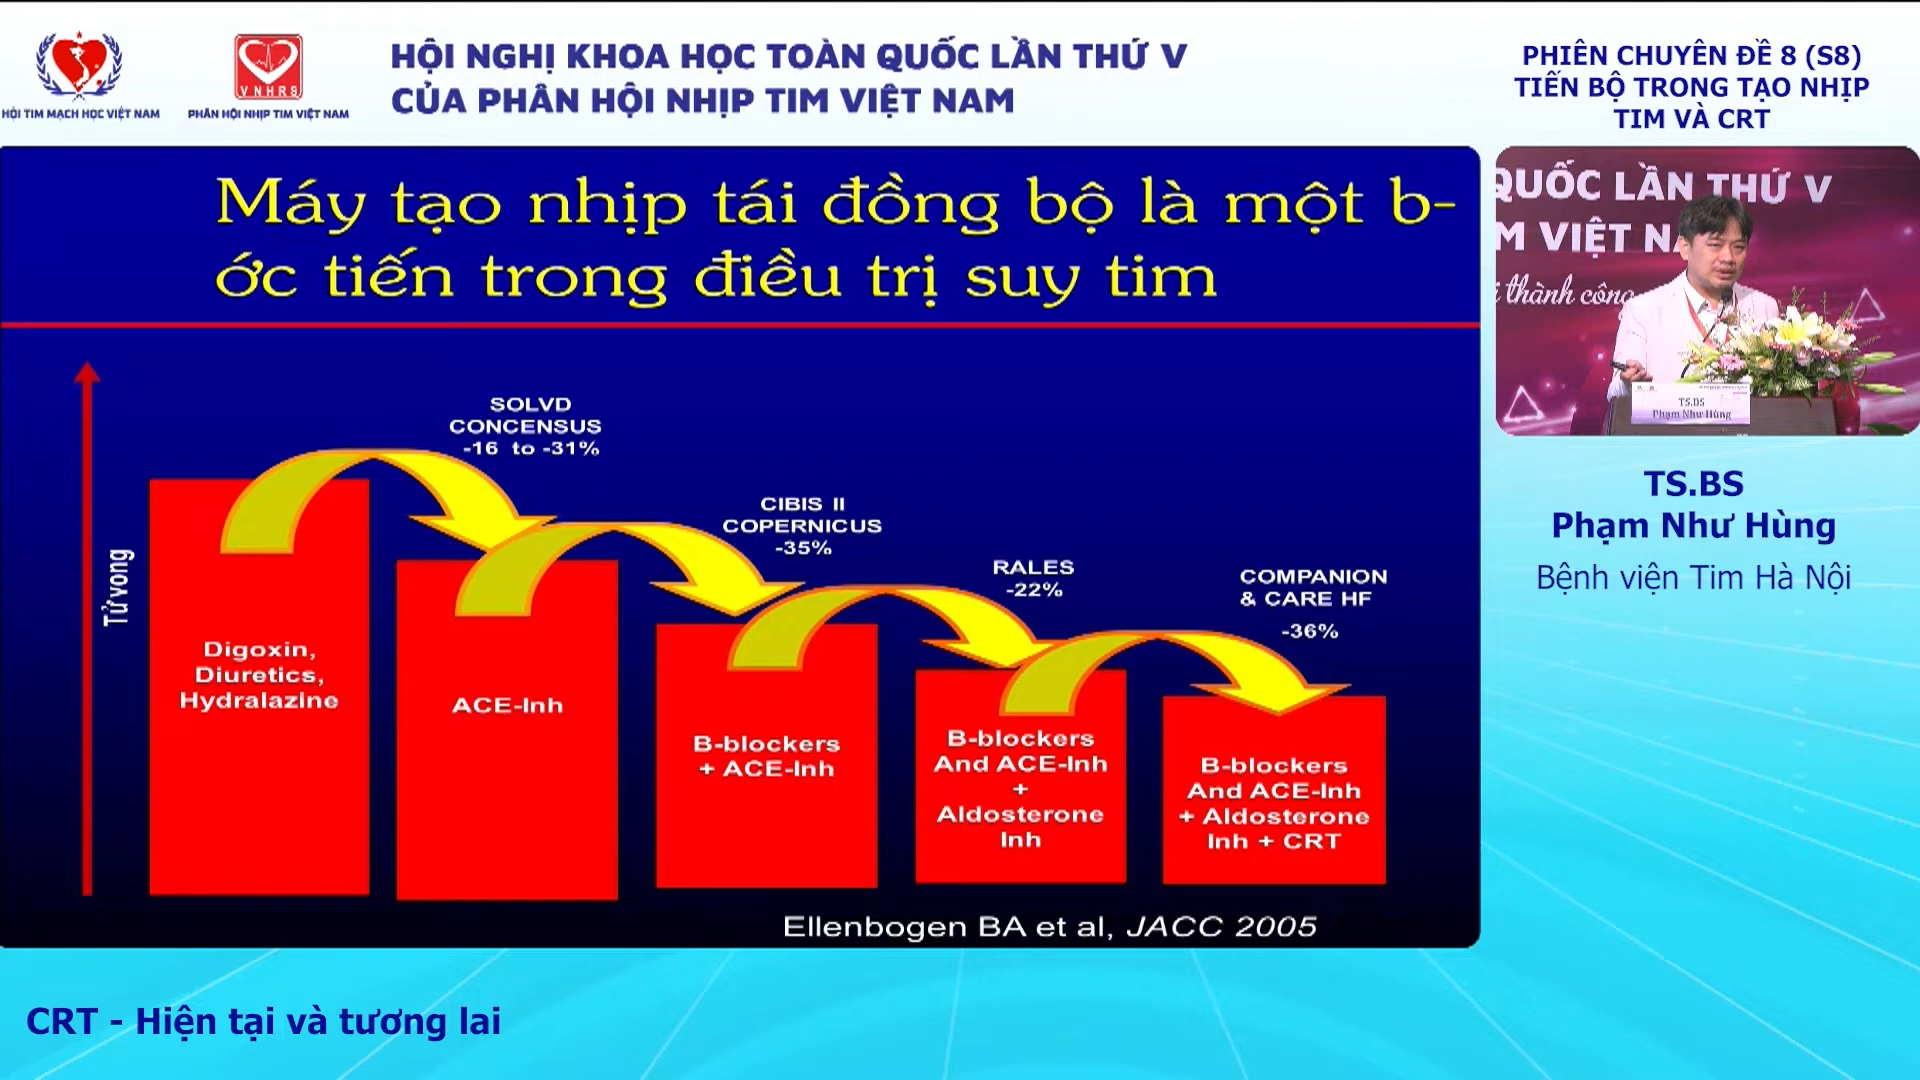 HỘI TIM MẠCH HỌC VIỆT NAM
VNHRS
PHÂN HỘI NHỊP TIM VIỆT NAM
HỘI NGHỊ KHOA HỌC TOÀN QUỐC LẦN THỨ V
CỦA PHÂN HỘI NHỊP TIM VIỆT NAM
PHIÊN CHUYÊN ĐỀ 8 (S8)
TIẾN BỘ TRONG TẠO NHỊP
TIM VÀ CRT
Máy tạo nhịp tái đồng bộ là một b-
ớc tiến trong điều trị suy tim
Tử vong
SOLVD
CONCENSUS
-16 to -31%
CIBIS II
COPERNICUS
-35%
RALES
-22%
COMPANION
& CARE HF
-36%
Digoxin,
Diuretics,
Hydralazine
ACE-Inh
B-blockers
+ ACE-Inh
B-blockers
And ACE-Inh
+
Aldosterone
Inh
B-blockers
And ACE-Inh
+ Aldosterone
Inh + CRT
Ellenbogen BA et al, JACC 2005
QUỐC LẦN THỨ V
M VIỆT NA
thành công
TS.BS
Phạm Như Hùng
TS.BS
Phạm Như Hùng
Bệnh viện Tim Hà Nội
CRT - Hiện tại và tương lai